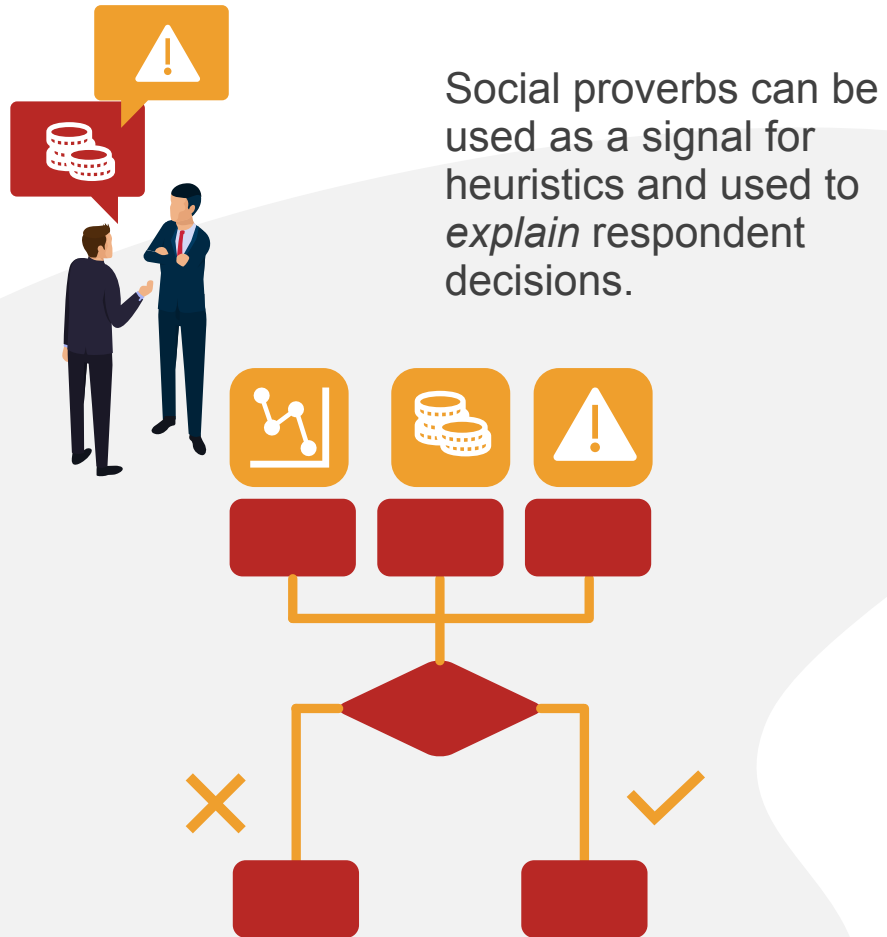 Social proverbs can be
used as a signal for
heuristics and used to
explain respondent
decisions.